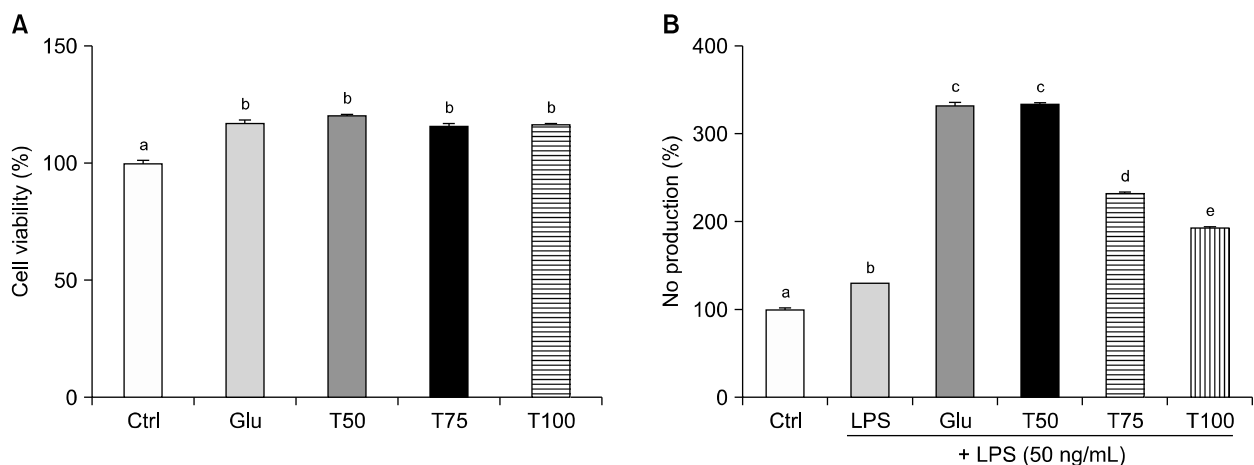 A
150
100
50
0
Cell viability (%)
a
b
b
b
b
Ctrl
Glu
T50
T75
T100
B
400
300
200
100
0
No production (%)
a
b
c
c
d
e
Ctrl
LPS
Glu
T50
T75
T100
+ LPS (50 ng/mL)